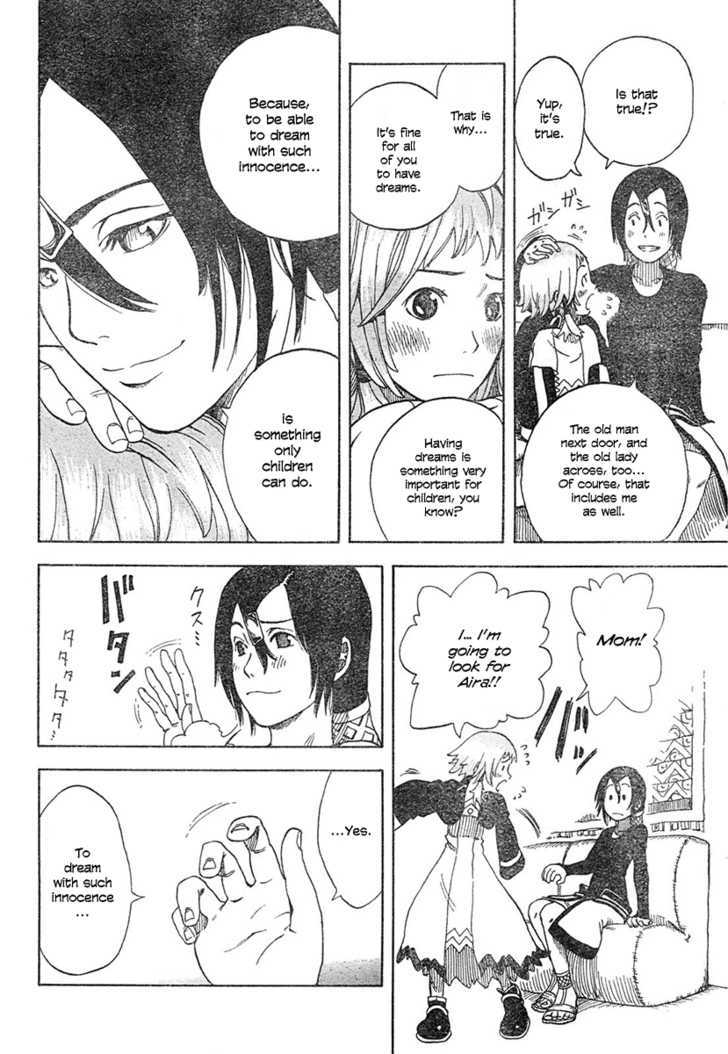 Is that
true!?
Yup,
it's
true.
ガシガシ
The old man
next door, and
the old lady
across, too...
Of course, that
includes me
as well.
That is
why...
It's fine
for all
of you
to have
dreams.
Having
dreams is
something very
important for
children, you
know?
Because,
to be able
to dream
with such
innocence...
is
something
only
children
can do.
Mom!
I... I'm
going to
look for
Aira!!
クスミ
バタン
タタタタタ
...Yes.
To
dream
with such
innocence
...